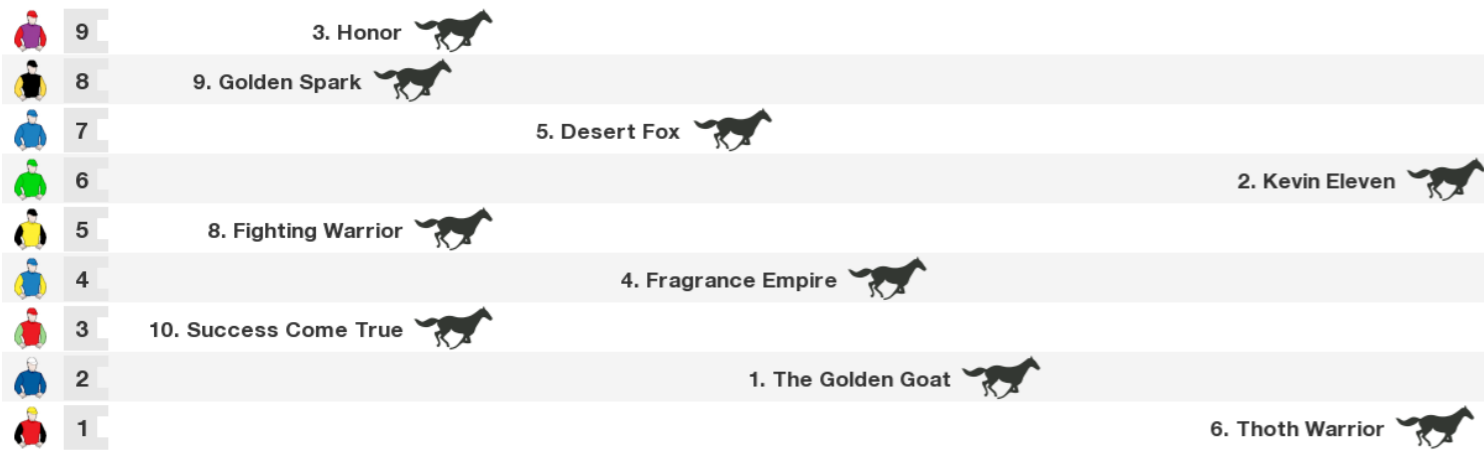 9 3. Honor
8 9. Golden Spark
7 5. Desert Fox
6 2. Kevin Eleven
5 8. Fighting Warrior
4 4. Fragrance Empire
3 10. Success Come True
2 1. The Golden Goat
1 6. Thoth Warrior